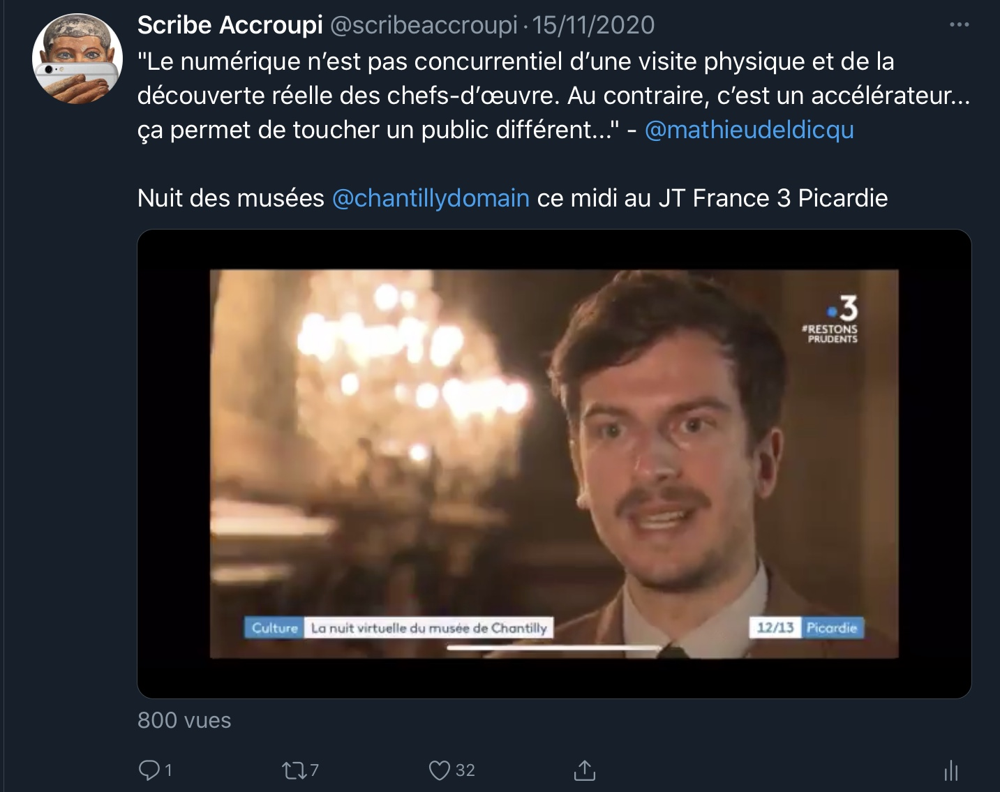 Scribe Accroupi @scribeaccroupi · 15/11/2020
"Le numérique n’est pas concurrentiel d’une visite physique et de la
découverte réelle des chefs-d’œuvre. Au contraire, c’est un accélérateur...
ça permet de toucher un public différent..." - @mathieudeldicqu
Nuit des musées @chantillydomain ce midi au JT France 3 Picardie
3
#RESTONS
PRUDENTS
Culture La nuit virtuelle du musée de Chantilly
12/13 Picardie
800 vues
1 7 32